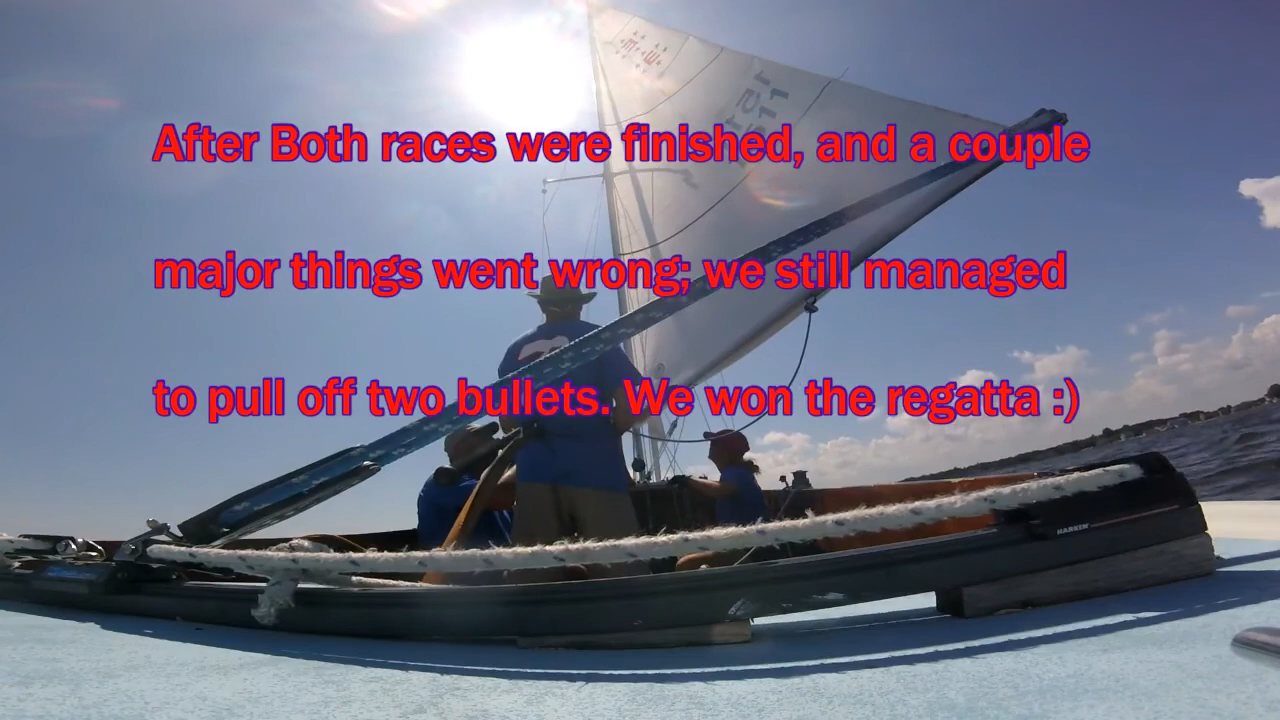 After Both races were finished, and a couple
major things went wrong; we still managed
to pull off two bullets. We won the regatta :)
HARKEN